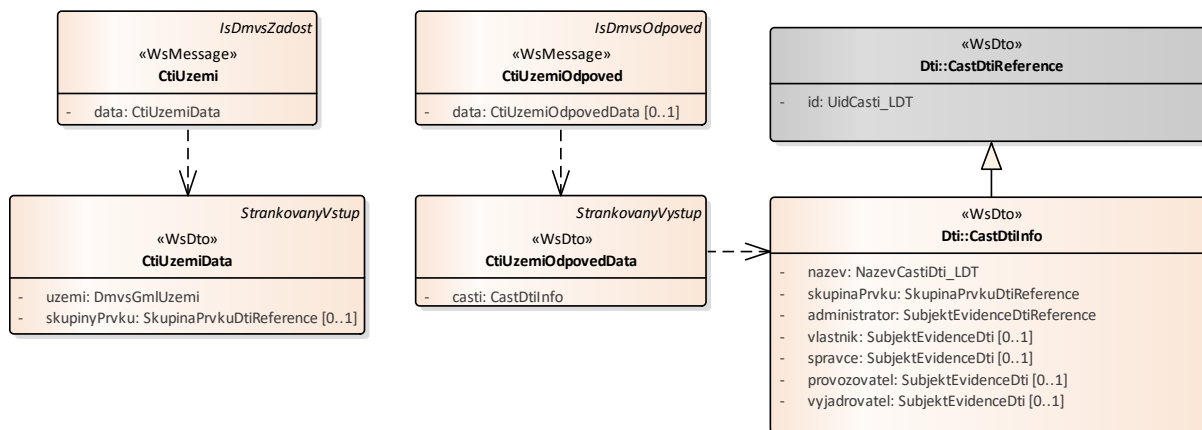 IsDmvsZadost
«WsMessage»
CtiUzemi
- data: CtiUzemiData
IsDmvsOdpoved
«WsMessage»
CtiUzemiOdpoved
- data: CtiUzemiOdpovedData [0..1]
«WsDto»
Dti::CastDtiReference
- id: UidCasti_LDT
StrankovanyVstup
«WsDto»
CtiUzemiData
- uzemi: DmvsGmlUzemi
- skupinyPrvku: SkupinaPrvkuDtiReference [0..1]
StrankovanyVystup
«WsDto»
CtiUzemiOdpovedData
- casti: CastDtiInfo
«WsDto»
Dti::CastDtiInfo
- nazev: NazevCastiDti_LDT
- skupinaPrvku: SkupinaPrvkuDtiReference
- administrator: SubjektEvidenceDtiReference
- vlastnik: SubjektEvidenceDti [0..1]
- spravce: SubjektEvidenceDti [0..1]
- provozovatel: SubjektEvidenceDti [0..1]
- vyjadrovatel: SubjektEvidenceDti [0..1]